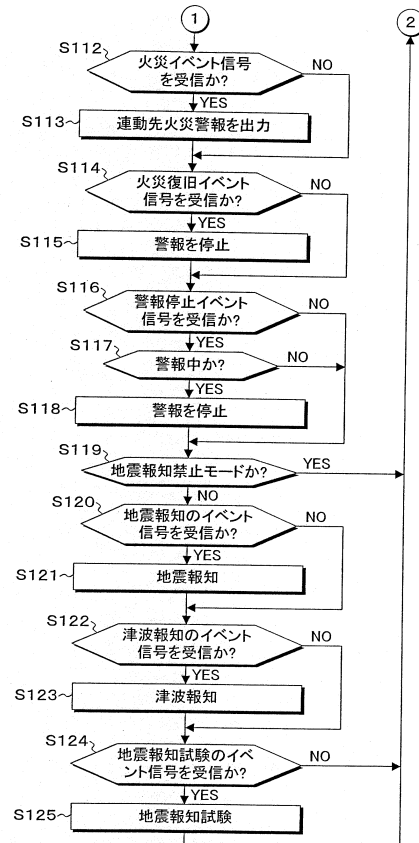 1
2
S112
火災イベント信号
を受信か?
NO
YES
S113
連動先火災警報を出力
S114
火災復旧イベント
信号を受信か?
NO
YES
S115
警報を停止
S116
警報停止イベント
信号を受信か?
NO
YES
S117
警報中か?
NO
YES
S118
警報を停止
S119
地震報知禁止モードか?
YES
NO
S120
地震報知のイベント
信号を受信か?
NO
YES
S121
地震報知
S122
津波報知のイベント
信号を受信か?
NO
YES
S123
津波報知
S124
地震報知試験のイベ
ント信号を受信か?
NO
YES
S125
地震報知試験